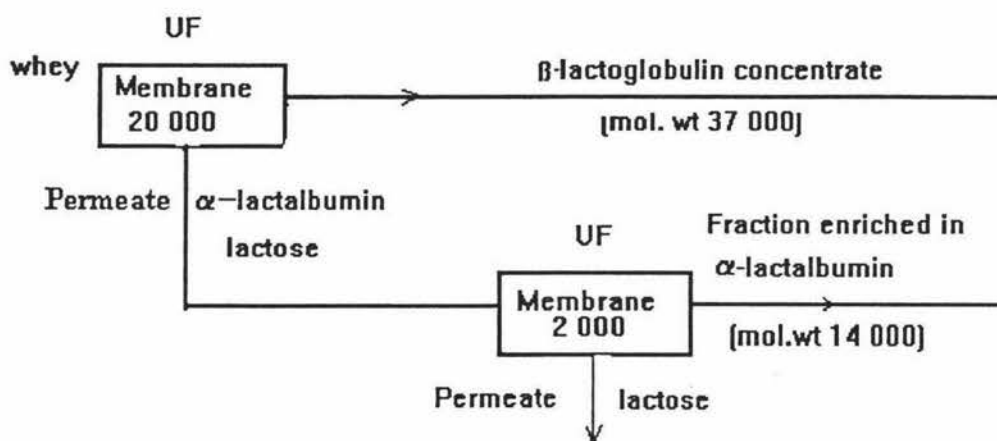 UF
whey
Membrane
20 000
ß-lactoglobulin concentrate
(mol. wt 37 000)
Permeate
α-lactalbumin
lactose
UF
Membrane
2 000
Fraction enriched in
α-lactalbumin
(mol.wt 14 000)
Permeate
lactose